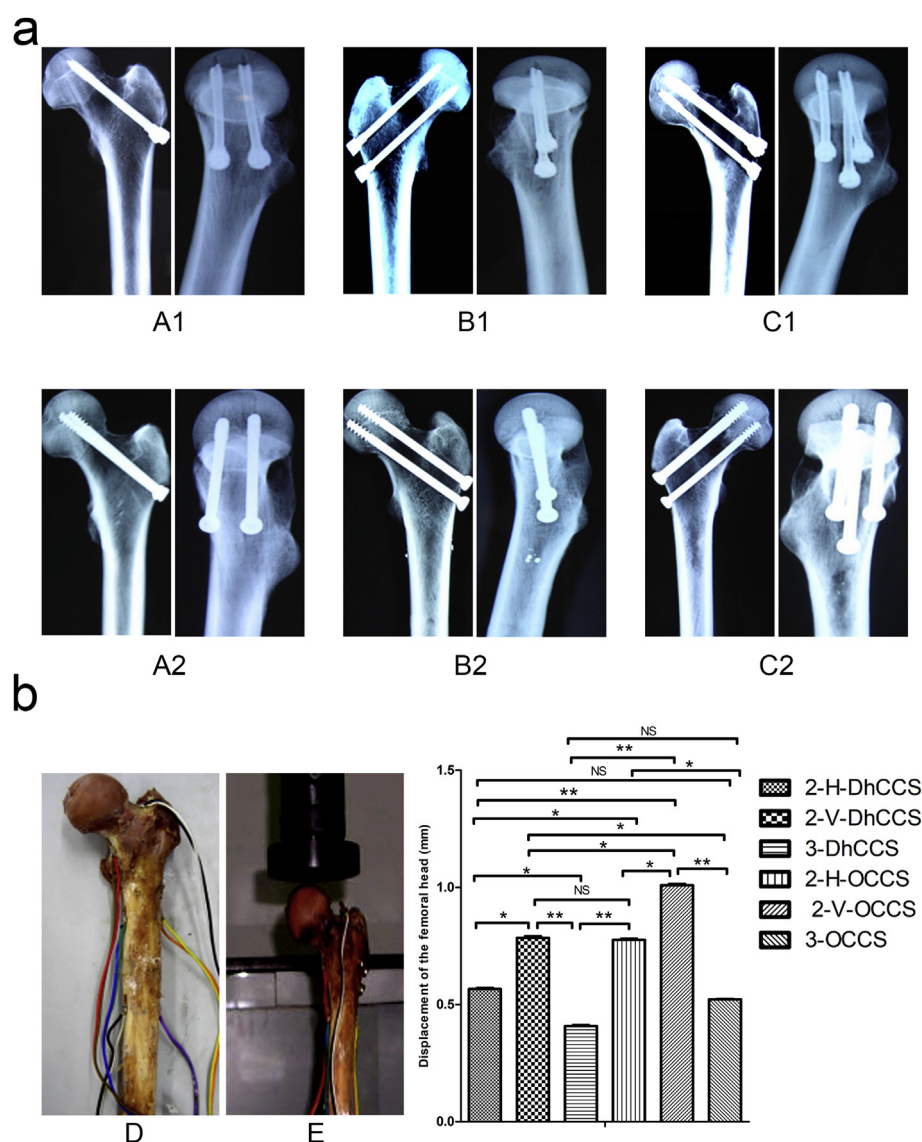 a
A1
B1
C1
A2
B2
C2
b
D
E
Displacement of the femoral head (mm)
1.5
1.0
0.5
0.0
NS
**
*
NS
**
*
*
*
*
NS
*
**
*
**
**
*
**
2-H-DhCCS
2-V-DhCCS
3-DhCCS
2-H-OCCS
2-V-OCCS
3-OCCS